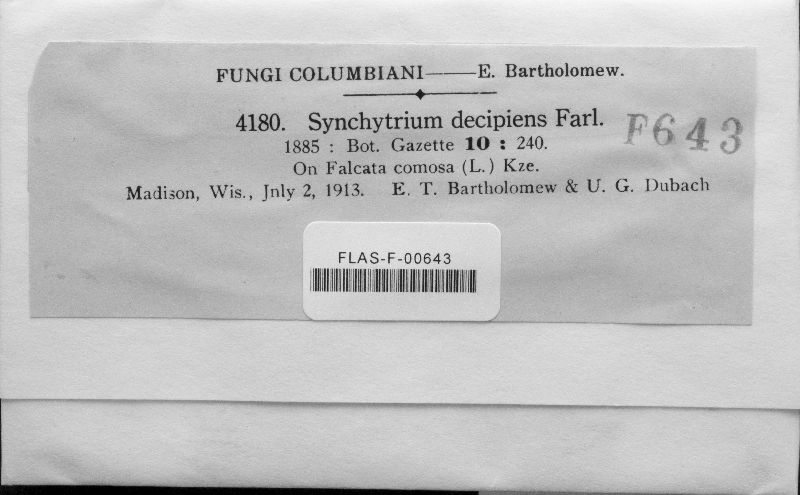 FUNGI COLUMBIANI——E. Bartholomew.
4180. Synchytrium decipiens Farl.
F643
1885 : Bot. Gazette 10 : 240.
On Falcata comosa (L.) Kze.
Madison, Wis., Jnly 2, 1913. E. T. Bartholomew & U. G. Dubach
FLAS-F-00643